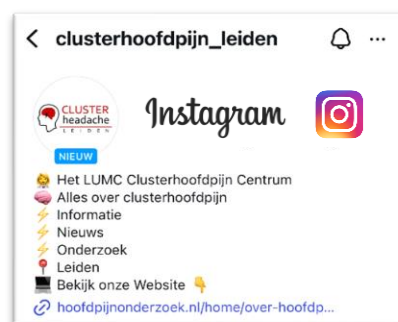 clusterhoofdpijn_leiden
CLUSTER
headache
LEIDEN
Instagram
NIEUW
Het LUMC Clusterhoofdpijn Centrum
Alles over clusterhoofdpijn
Informatie
Nieuws
Onderzoek
Leiden
Bekijk onze Website
hoofdpijnonderzoek.nl/home/over-hoofdp...